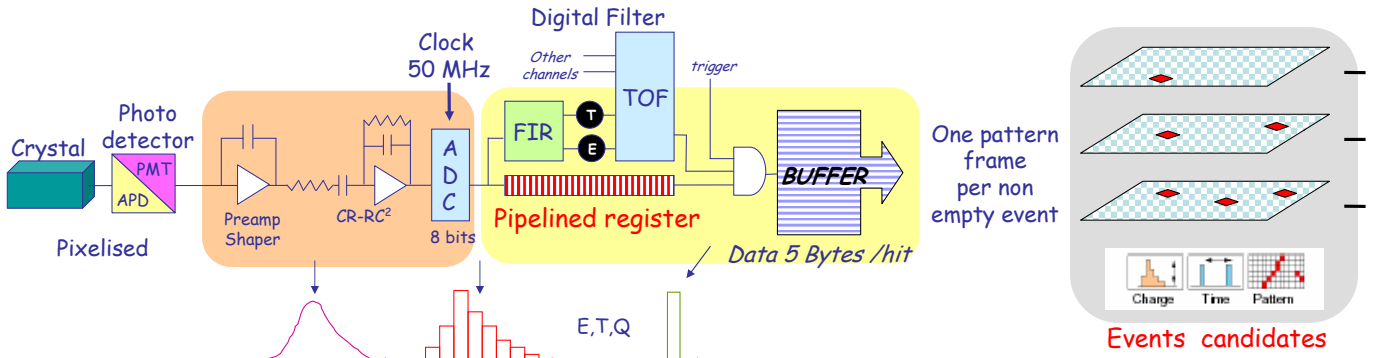 Digital Filter
Clock
50 MHz
Other
channels
trigger
TOF
Photo
detector
Crystal
PMT
APD
Pixelised
Preamp
Shaper
CR-RC²
A
D
C
8 bits
FIR
T
E
Pipelined register
BUFFER
Data 5 Bytes /hit
E,T,Q
One pattern
frame
per non
empty event
Charge
Time
Pattern
Events candidates